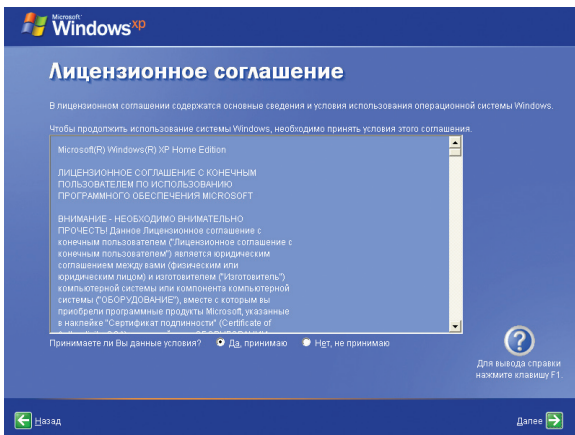 Microsoft
Windows xp
Лицензионное соглашение
В лицензионном соглашении содержатся основные сведения и условия использования операционной системы Windows.
Чтобы продолжить использование системы Windows, необходимо принять условия этого соглашения.
Microsoft(R) Windows(R) XP Home Edition
ЛИЦЕНЗИОННОЕ СОГЛАШЕНИЕ С КОНЕЧНЫМ
ПОЛЬЗОВАТЕЛЕМ ПО ИСПОЛЬЗОВАНИЮ
ПРОГРАММНОГО ОБЕСПЕЧЕНИЯ MICROSOFT
ВНИМАНИЕ - НЕОБХОДИМО ВНИМАТЕЛЬНО
ПРОЧЕСТЬ! Данное Лицензионное соглашение с
конечным пользователем ("Лицензионное соглашение с
конечным пользователем") является юридическим
соглашением между вами (физическим или
юридическим лицом) и изготовителем ("Изготовитель")
компьютерной системы или компонента компьютерной
системы ("ОБОРУДОВАНИЕ"), вместе с которым вы
приобрели программные продукты Microsoft, указанные
в наклейке "Сертификат подлинности" (Certificate of
Принимаете ли Вы данные условия? Да, принимаю Нет, не принимаю
Для вывода справки
нажмите клавишу F1.
Назад
Далее